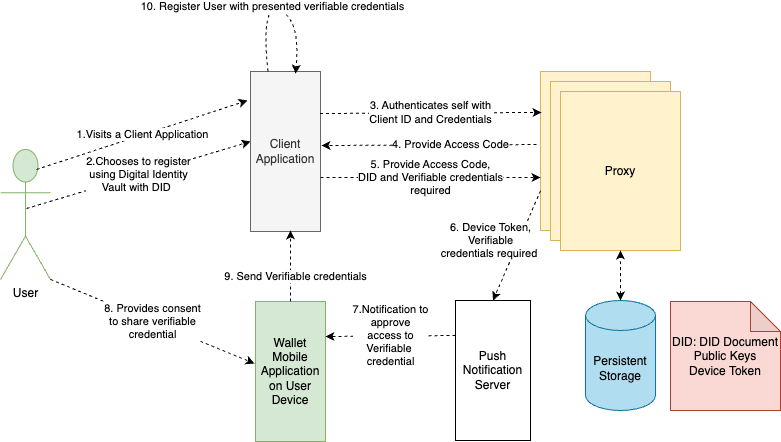 10. Register User with presented verifiable credentials
1.Visits a Client Application
2.Chooses to register
using Digital Identity
Vault with DID
User
Client
Application
3. Authenticates self with
Client ID and Credentials
4. Provide Access Code
5. Provide Access Code,
DID and Verifiable credentials
required
Proxy
6. Device Token,
Verifiable
credentials required
9. Send Verifiable credentials
8. Provides consent
to share verifiable
credential
Wallet
Mobile
Application
on User
Device
7.Notification to
approve
access to
Verifiable
credential
Push
Notification
Server
Persistent
Storage
DID: DID Document
Public Keys
Device Token